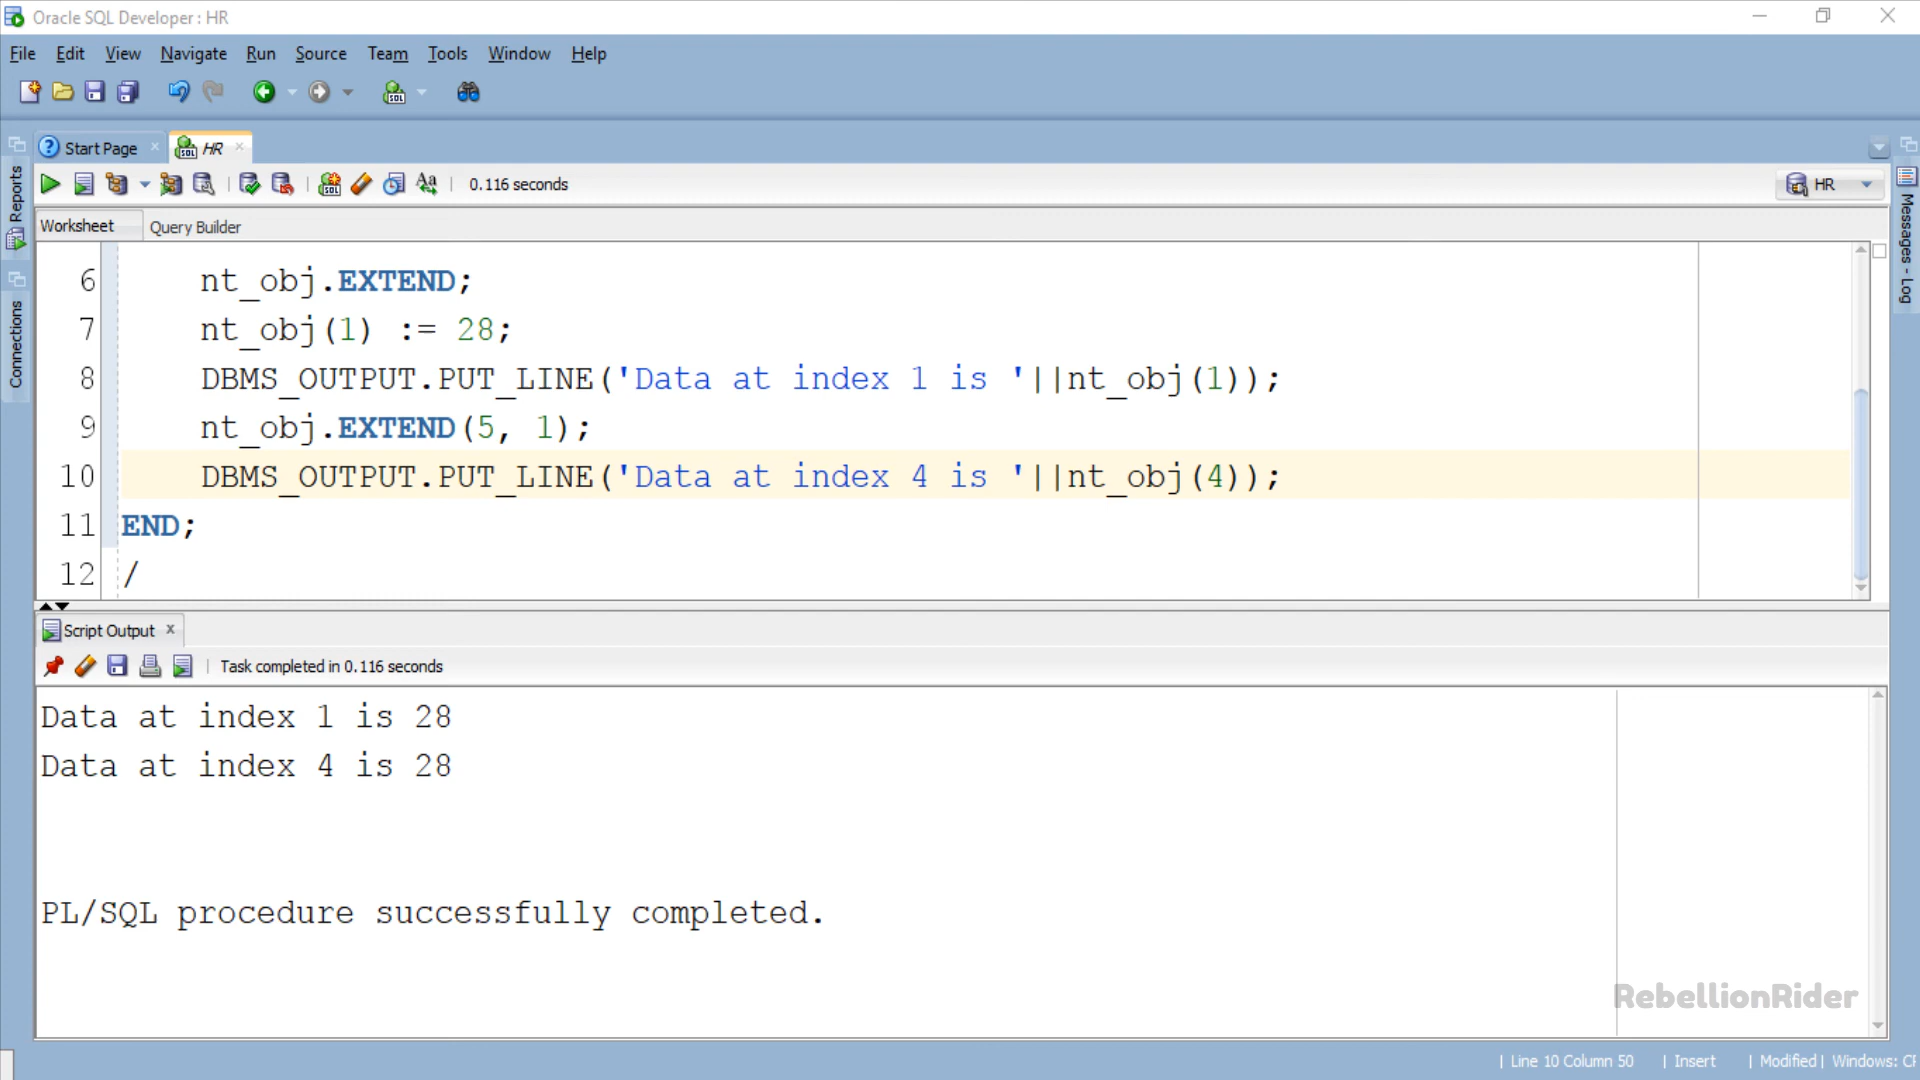 Oracle SQL Developer : HR
File Edit View Navigate Run Source Team Tools Window Help
Start Page
HR
0.116 seconds
HR
Reports
Connections
Messages - Log
Worksheet Query Builder
6 nt_obj.EXTEND;
7 nt_obj(1) := 28;
8 DBMS_OUTPUT.PUT_LINE('Data at index 1 is '||nt_obj(1));
9 nt_obj.EXTEND(5, 1);
10 DBMS_OUTPUT.PUT_LINE('Data at index 4 is '||nt_obj(4));
11 END;
12 /
Script Output
Task completed in 0.116 seconds
Data at index 1 is 28
Data at index 4 is 28
PL/SQL procedure successfully completed.
RebellionRider
| Line 10 Column 50 | Insert | Modified | Windows: CF